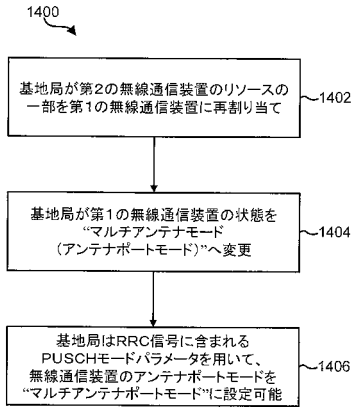 1400
基地局が第2の無線通信装置のリソースの
一部を第1の無線通信装置に再割り当て
1402
基地局が第1の無線通信装置の状態を
“マルチアンテナモード
(アンテナポートモード)”へ変更
1404
基地局はRRC信号に含まれる
PUSCHモードパラメータを用いて、
無線通信装置のアンテナポートモードを
“マルチアンテナモード”に設定可能
1406